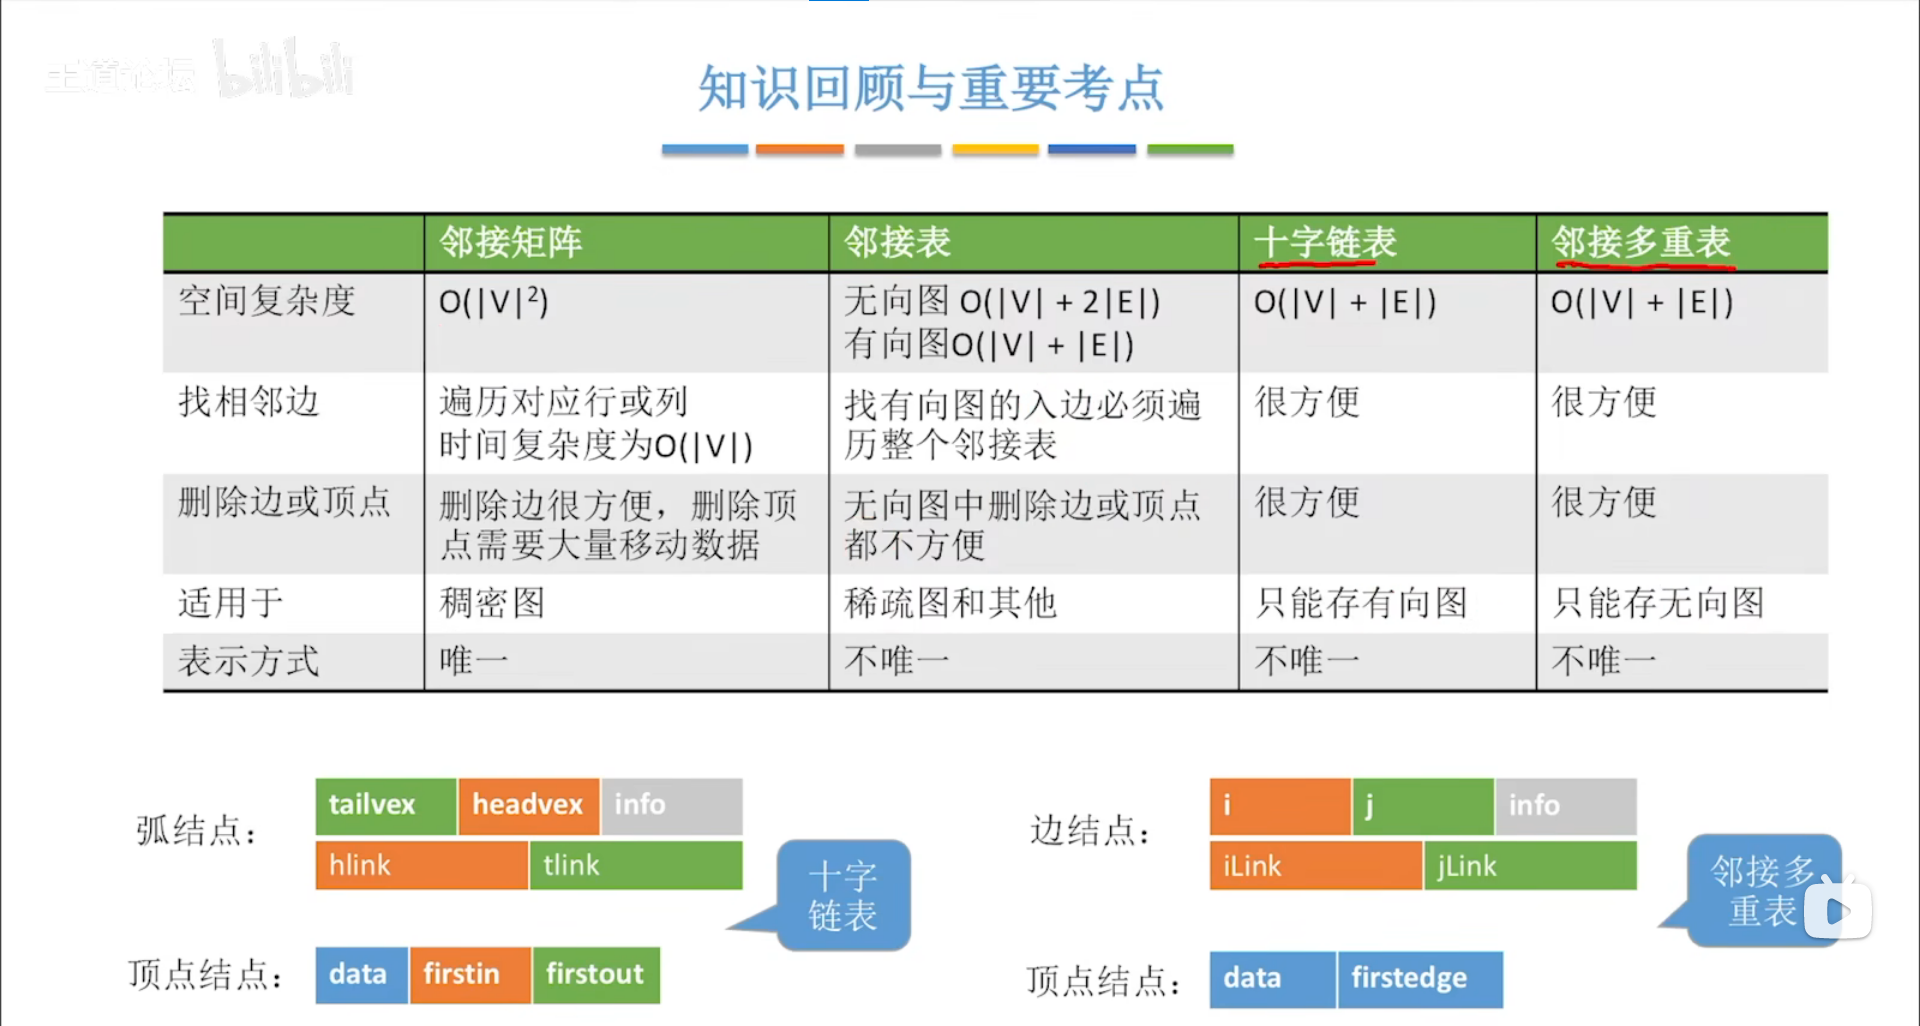 王道论坛 bilibili
知识回顾与重要考点
邻接矩阵 邻接表 十字链表 邻接多重表
空间复杂度 O(|V|²) 无向图 O(|V| + 2|E|) O(|V| + |E|) O(|V| + |E|)
有向图O(|V| + |E|)
找相邻边 遍历对应行或列 找有向图的入边必须遍 很方便 很方便
时间复杂度为O(|V|) 历整个邻接表
删除边或顶点 删除边很方便，删除顶 无向图中删除边或顶点 很方便 很方便
点需要大量移动数据 都不方便
适用于 稠密图 稀疏图和其他 只能存有向图 只能存无向图
表示方式 唯一 不唯一 不唯一 不唯一
弧结点：
tailvex headvex info
hlink tlink
十字
链表
顶点结点：
data firstin firstout
边结点：
i j info
iLink jLink
邻接多
重表
顶点结点：
data firstedge